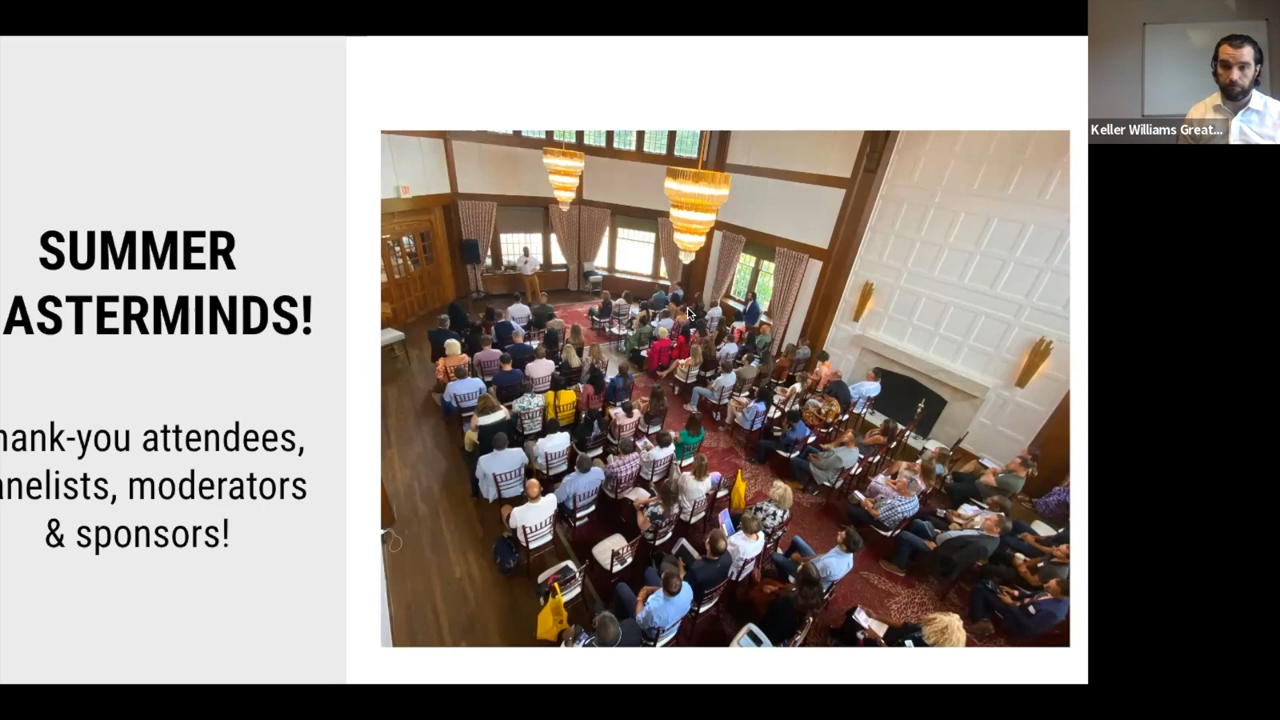 SUMMER
ASTERMINDS!
hank-you attendees,
nelists, moderators
& sponsors!
Keller Williams Great...